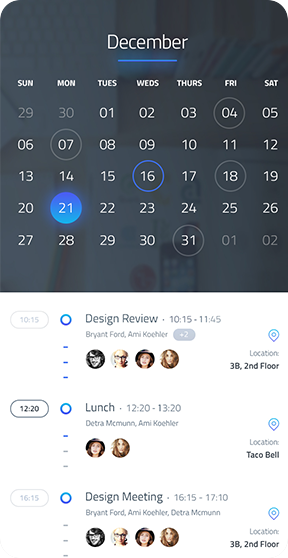 December
SUN MON TUES WEDS THURS FRI SAT
29 30 01 02 03 04 05
06 07 08 09 10 11 12
13 14 15 16 17 18 19
20 21 22 23 24 25 26
27 28 29 30 31 01 02
10:15 Design Review · 10:15 - 11:45
Bryant Ford, Ami Koehler +2
Location:
3B, 2nd Floor
12:20 Lunch · 12:20 - 13:20
Detra Mcmunn, Ami Koehler
Location:
Taco Bell
16:15 Design Meeting · 16:15 - 17:10
Bryant Ford, Ami Koehler, Detra Mcmunn
Location:
3B, 2nd Floor